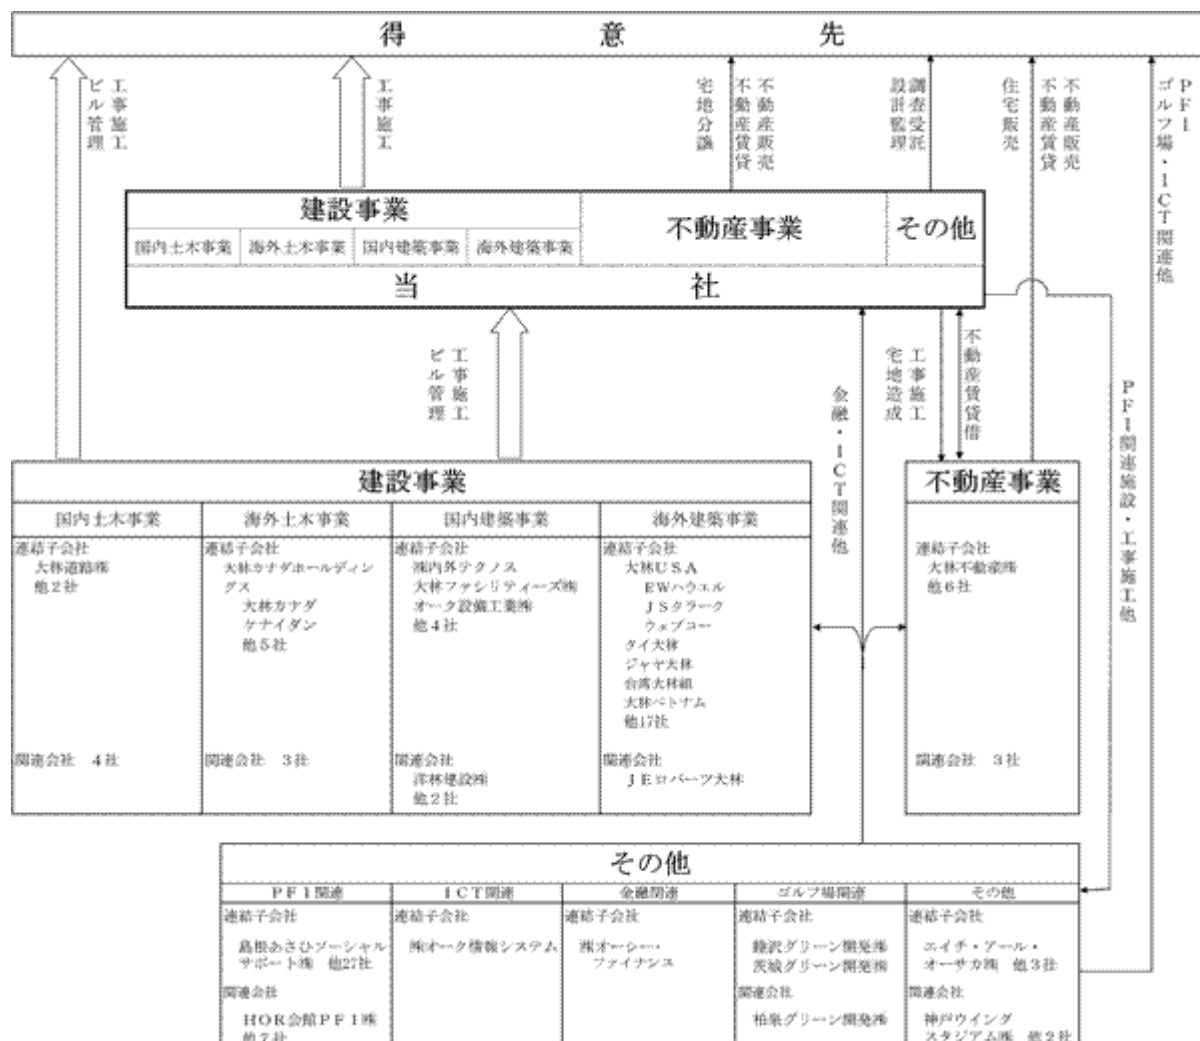 得意先
工事施工
ビル管理
工事施工
不動産販売
不動産賃貸
宅地分譲
調査受託
設計監理
不動産販売
不動産賃貸
住宅販売
PFI
ゴルフ場・ICT関連他
建設事業
国内土木事業
海外土木事業
国内建築事業
海外建築事業
不動産事業
その他
当社
工事施工
ビル管理
金融・ICT関連他
工事施工
宅地造成
不動産賃貸借
PFI関連施設・工事施工他
建設事業
国内土木事業
連結子会社
大林道路㈱
他2社
関連会社 4社
海外土木事業
連結子会社
大林カナダホールディン
グス
大林カナダ
ケナイダン
他5社
関連会社 3社
国内建築事業
連結子会社
㈱内外テクノス
大林ファシリティーズ㈱
オーク設備工業㈱
他4社
関連会社
洋林建設㈱
他2社
海外建築事業
連結子会社
大林USA
EWハウエル
JSクラーク
ウェブコー
タイ大林
ジャヤ大林
台湾大林組
大林ベトナム
他17社
関連会社
JEロバーツ大林
不動産事業
連結子会社
大林不動産㈱
他6社
関連会社 3社
その他
PFI関連
連結子会社
島根あさひソーシャル
サポート㈱ 他27社
関連会社
HOR会館PFI㈱
他7社
ICT関連
連結子会社
㈱オーク情報システム
金融関連
連結子会社
㈱オーシー・
ファイナンス
ゴルフ場関連
連結子会社
鐘沢グリーン開発㈱
茨城グリーン開発㈱
関連会社
柏泉グリーン開発㈱
その他
連結子会社
エイチ・アール・
オーサカ㈱ 他3社
関連会社
神戸ウイング
スタジアム㈱ 他2社